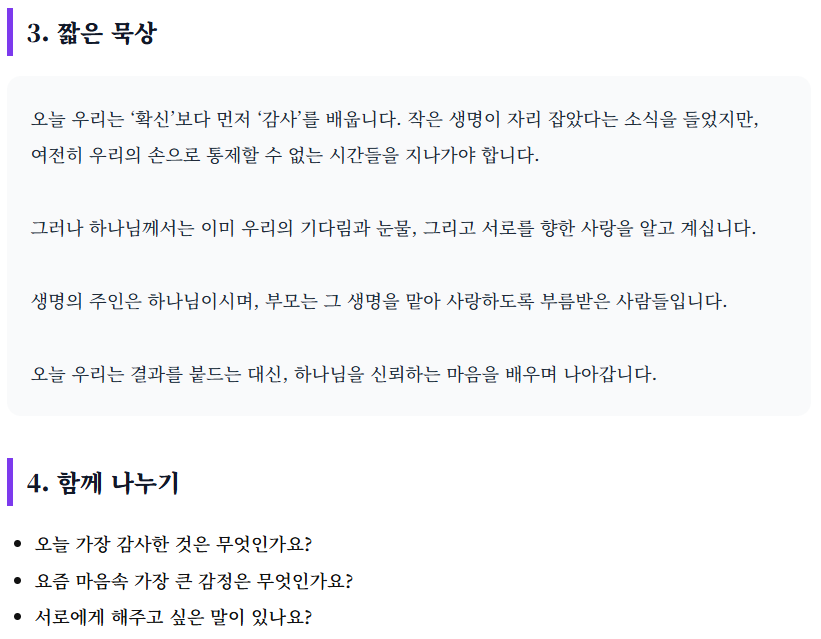 3. 짧은 묵상
오늘 우리는 ‘확신’보다 먼저 ‘감사’를 배웁니다. 작은 생명이 자리 잡았다는 소식을 들었지만,
여전히 우리의 손으로 통제할 수 없는 시간들을 지나가야 합니다.
그러나 하나님께서는 이미 우리의 기다림과 눈물, 그리고 서로를 향한 사랑을 알고 계십니다.
생명의 주인은 하나님이시며, 부모는 그 생명을 맡아 사랑하도록 부름받은 사람들입니다.
오늘 우리는 결과를 붙드는 대신, 하나님을 신뢰하는 마음을 배우며 나아갑니다.
4. 함께 나누기
• 오늘 가장 감사한 것은 무엇인가요?
• 요즘 마음속 가장 큰 감정은 무엇인가요?
• 서로에게 해주고 싶은 말이 있나요?